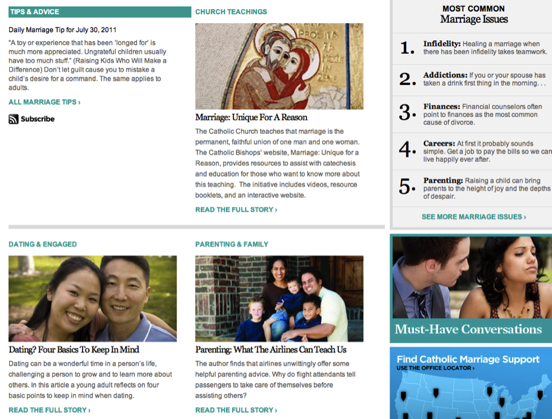 TIPS & ADVICE
Daily Marriage Tip for July 30, 2011
"A toy or experience that has been 'longed for' is
much more appreciated. Ungrateful children usually
have too much stuff." (Raising Kids Who Will Make a
Difference) Don't let guilt cause you to mistake a
child's desire for a command. The same applies to
adults.
ALL MARRIAGE TIPS ›
Subscribe
CHURCH TEACHINGS
Marriage: Unique For A Reason
The Catholic Church teaches that marriage is the
permanent, faithful union of one man and one woman.
The Catholic Bishops' website, Marriage: Unique for a
Reason, provides resources to assist with catechesis
and education for those who want to know more about
this teaching. The initiative includes videos, resource
booklets, and an interactive website.
READ THE FULL STORY ›
MOST COMMON
Marriage Issues
1. Infidelity: Healing a marriage when
there has been infidelity takes teamwork.
2. Addictions: If you or your spouse has
taken a drink first thing in the morning…
3. Finances: Financial counselors often
point to finances as the most common
cause of divorce.
4. Careers: At first it probably sounds
simple. Get a job to pay the bills so we can
live happily ever after.
5. Parenting: Raising a child can bring
parents to the height of joy and the depths
of despair.
SEE MORE MARRIAGE ISSUES ›
DATING & ENGAGED
Dating? Four Basics To Keep In Mind
Dating can be a wonderful time in a person's life,
challenging a person to grow and to learn more about
others. In this article a young adult reflects on four
basic points to keep in mind when dating.
READ THE FULL STORY ›
PARENTING & FAMILY
Parenting: What The Airlines Can Teach Us
The author finds that airlines unwittingly offer some
helpful parenting advice. Why do flight attendants tell
passengers to take care of themselves before
assisting others?
READ THE FULL STORY ›
Must-Have Conversations
Find Catholic Marriage Support
USE THE OFFICE LOCATOR ›